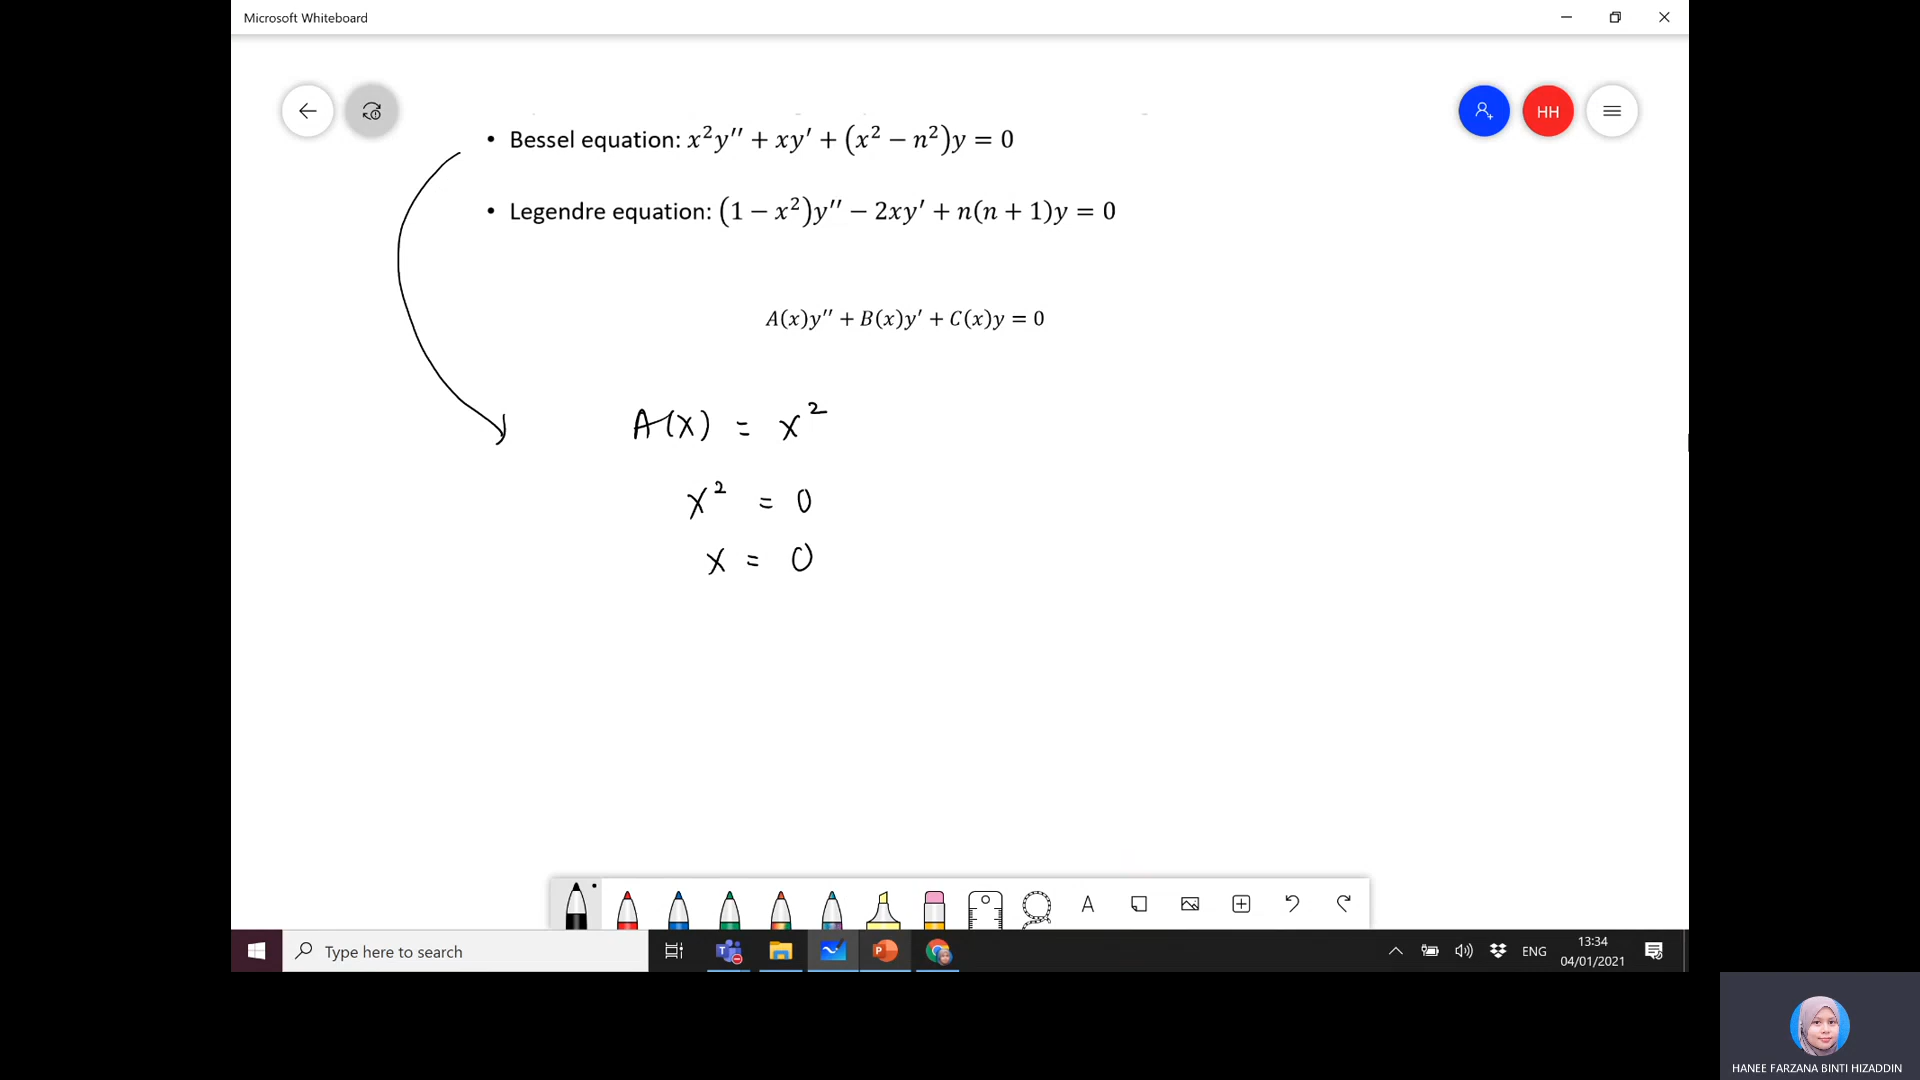 Microsoft Whiteboard
HH
• Bessel equation: x²y′′ + xy′ + (x² − n²)y = 0
• Legendre equation: (1 − x²)y′′ − 2xy′ + n(n + 1)y = 0
A(x)y′′ + B(x)y′ + C(x)y = 0
A(x) = x²
x² = 0
x = 0
A
Type here to search
ENG
13:34
04/01/2021
HANEE FARZANA BINTI HIZADDIN